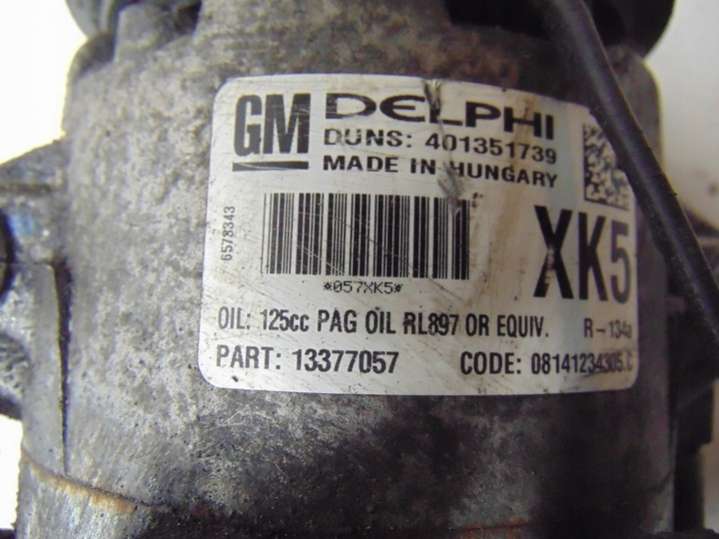 GM DELPHI
DUNS: 401351739
MADE IN HUNGARY
6578343
*057XK5*
XK5
OIL: 125cc PAG OIL RL897 OR EQUIV. R-134a
PART: 13377057 CODE: 08141234305.C